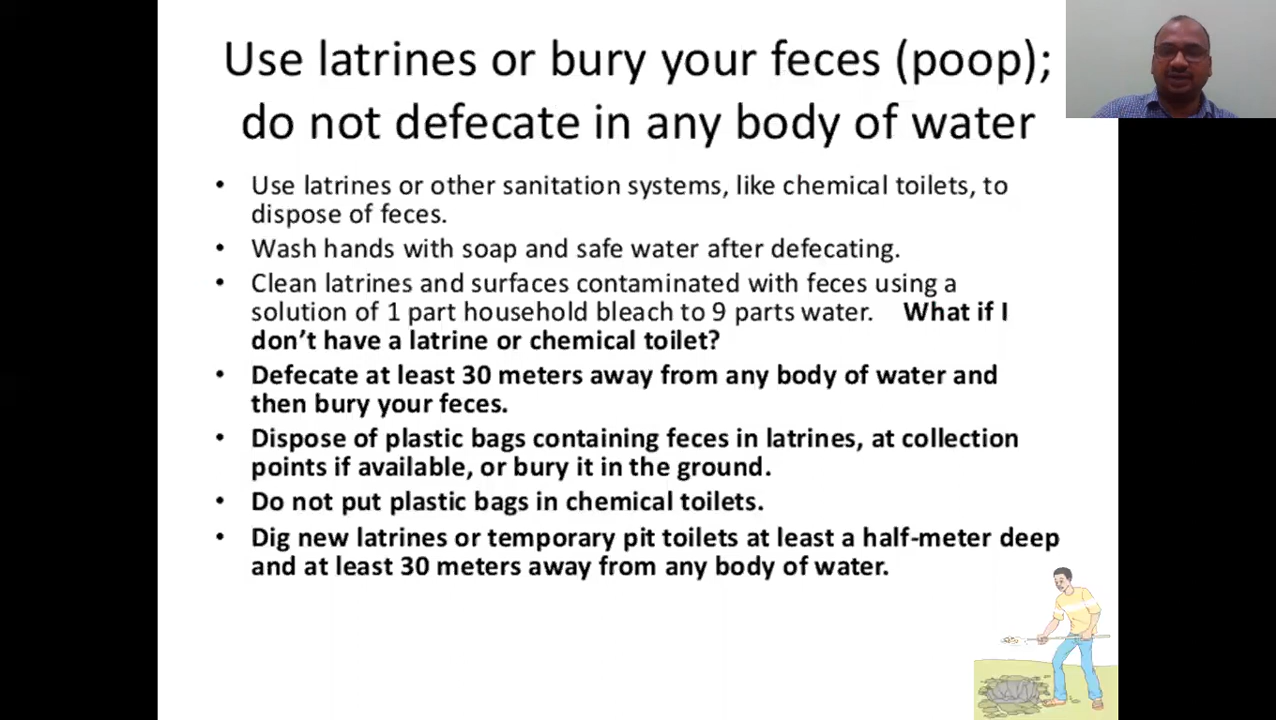 Use latrines or bury your feces (poop);
do not defecate in any body of water
• Use latrines or other sanitation systems, like chemical toilets, to
dispose of feces.
• Wash hands with soap and safe water after defecating.
• Clean latrines and surfaces contaminated with feces using a
solution of 1 part household bleach to 9 parts water. What if I
don’t have a latrine or chemical toilet?
• Defecate at least 30 meters away from any body of water and
then bury your feces.
• Dispose of plastic bags containing feces in latrines, at collection
points if available, or bury it in the ground.
• Do not put plastic bags in chemical toilets.
• Dig new latrines or temporary pit toilets at least a half-meter deep
and at least 30 meters away from any body of water.